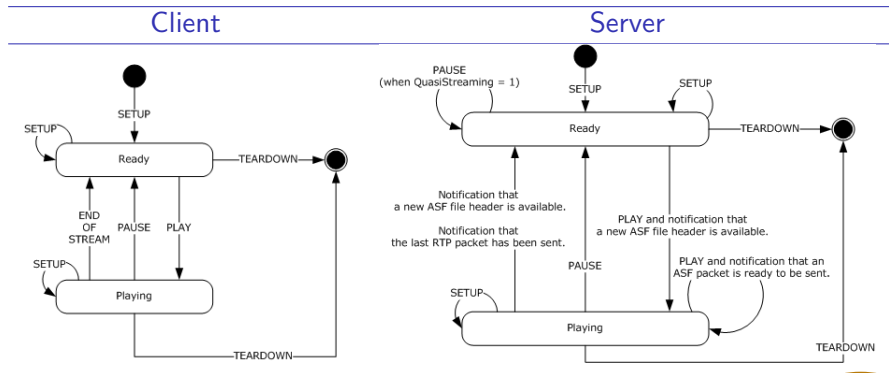 Client
SETUP
SETUP
Ready
TEARDOWN
END
OF
STREAM
PAUSE
PLAY
SETUP
Playing
TEARDOWN
Server
PAUSE
(when QuasiStreaming = 1)
SETUP
SETUP
Ready
TEARDOWN
Notification that
a new ASF file header is available.
Notification that
the last RTP packet has been sent.
PAUSE
PLAY and notification that
a new ASF file header is available.
PLAY and notification that an
ASF packet is ready to be sent.
SETUP
Playing
TEARDOWN